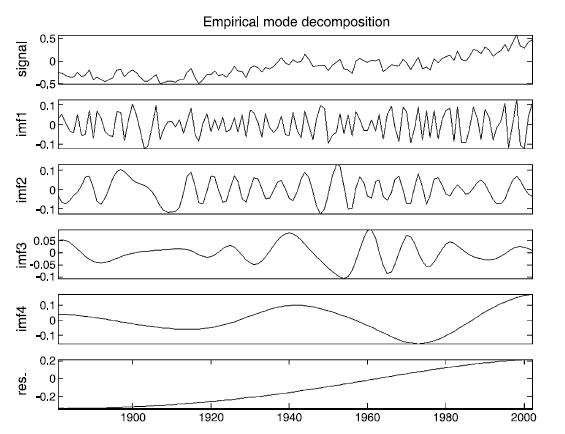 Empirical mode decomposition
signal
0.5
0
-0.5
imf1
0.1
0
-0.1
imf2
0.1
0
-0.1
imf3
0.05
0
-0.05
-0.1
imf4
0.1
0
-0.1
res.
0.2
0
-0.2
1900 1920 1940 1960 1980 2000